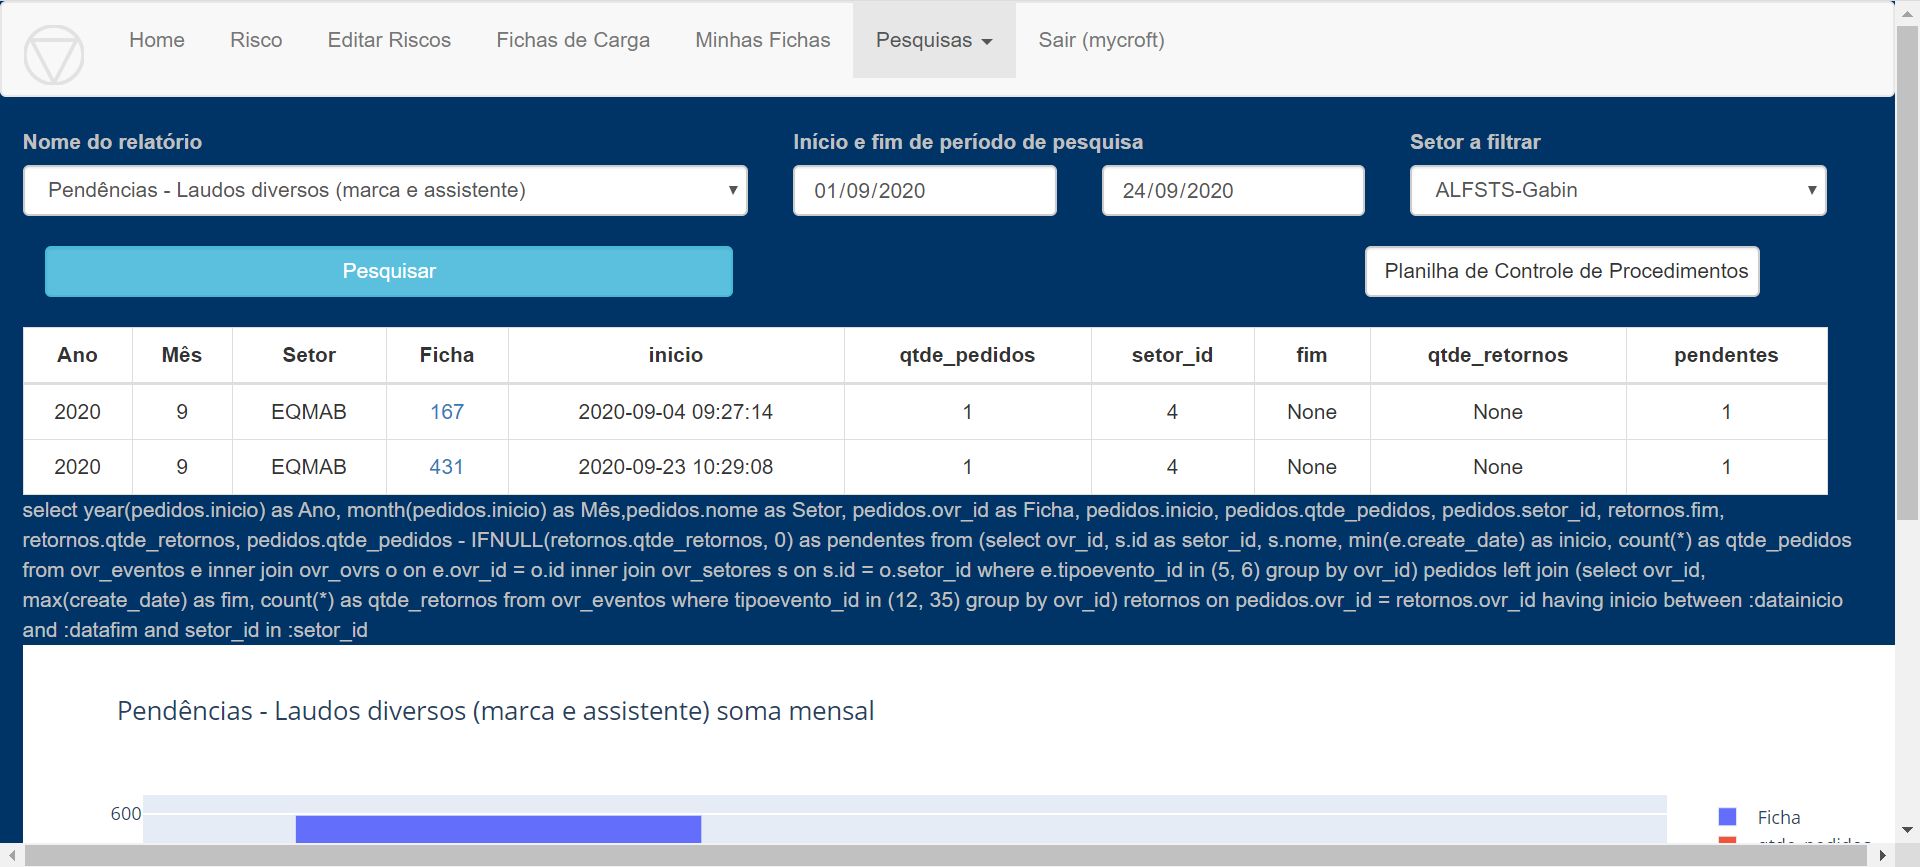 Home Risco Editar Riscos Fichas de Carga Minhas Fichas Pesquisas Sair (mycroft)
Nome do relatório Início e fim de período de pesquisa Setor a filtrar
Pendências - Laudos diversos (marca e assistente) 01/09/2020 24/09/2020 ALFSTS-Gabin
Pesquisar Planilha de Controle de Procedimentos
Ano Mês Setor Ficha inicio qtde_pedidos setor_id fim qtde_retornos pendentes
2020 9 EQMAB 167 2020-09-04 09:27:14 1 4 None None 1
2020 9 EQMAB 431 2020-09-23 10:29:08 1 4 None None 1
select year(pedidos.inicio) as Ano, month(pedidos.inicio) as Mês,pedidos.nome as Setor, pedidos.ovr_id as Ficha, pedidos.inicio, pedidos.qtde_pedidos, pedidos.setor_id, retornos.fim,
retornos.qtde_retornos, pedidos.qtde_pedidos - IFNULL(retornos.qtde_retornos, 0) as pendentes from (select ovr_id, s.id as setor_id, s.nome, min(e.create_date) as inicio, count(*) as qtde_pedidos
from ovr_eventos e inner join ovr_ovrs o on e.ovr_id = o.id inner join ovr_setores s on s.id = o.setor_id where e.tipoevento_id in (5, 6) group by ovr_id) pedidos left join (select ovr_id,
max(create_date) as fim, count(*) as qtde_retornos from ovr_eventos where tipoevento_id in (12, 35) group by ovr_id) retornos on pedidos.ovr_id = retornos.ovr_id having inicio between :datainicio
and :datafim and setor_id in :setor_id
Pendências - Laudos diversos (marca e assistente) soma mensal
600
Ficha